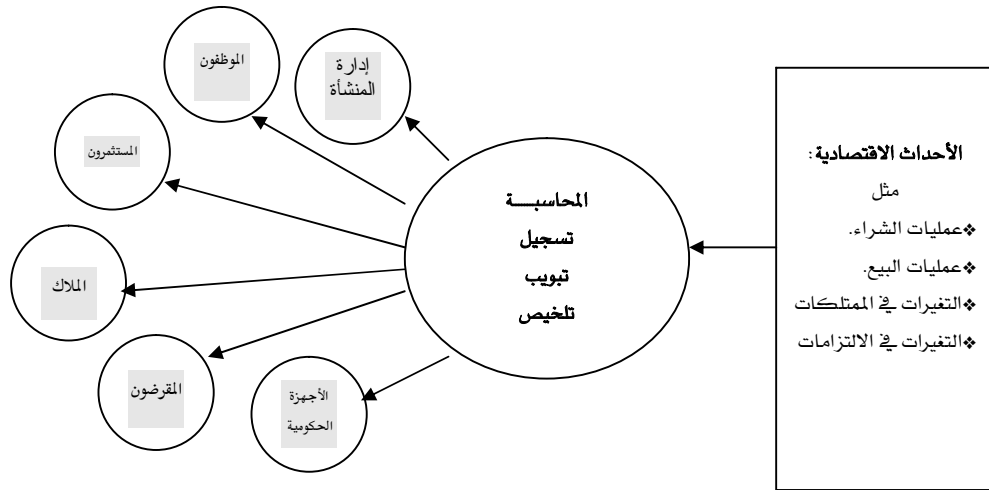 الأحداث الاقتصادية:
مثل
❖عمليات الشراء.
❖عمليات البيع.
❖التغيرات في الممتلكات
❖التغيرات في الالتزامات
المحاسبـــــة
تسجيل
تبويب
تلخيص
إدارة
المنشأة
الموظفون
المستثمرون
الملاك
المقرضون
الأجهزة
الحكومية